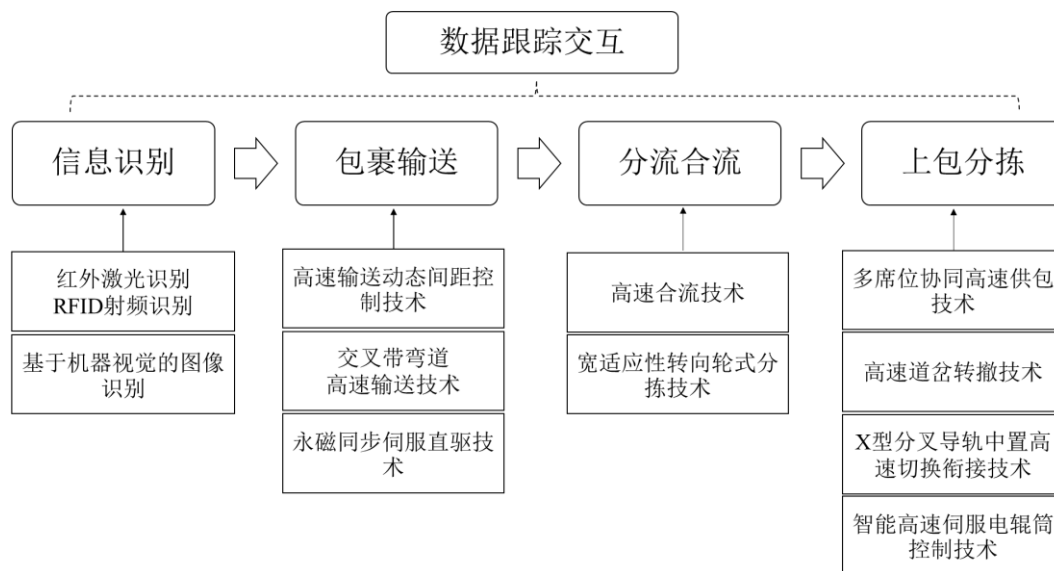 数据跟踪交互
信息识别
包裹输送
分流合流
上包分拣
红外激光识别
RFID射频识别
基于机器视觉的图像
识别
高速输送动态间距控
制技术
交叉带弯道
高速输送技术
永磁同步伺服直驱技
术
高速合流技术
宽适应性转向轮式分
拣技术
多席位协同高速供包
技术
高速道岔转撤技术
X型分叉导轨中置高
速切换衔接技术
智能高速伺服电辊筒
控制技术